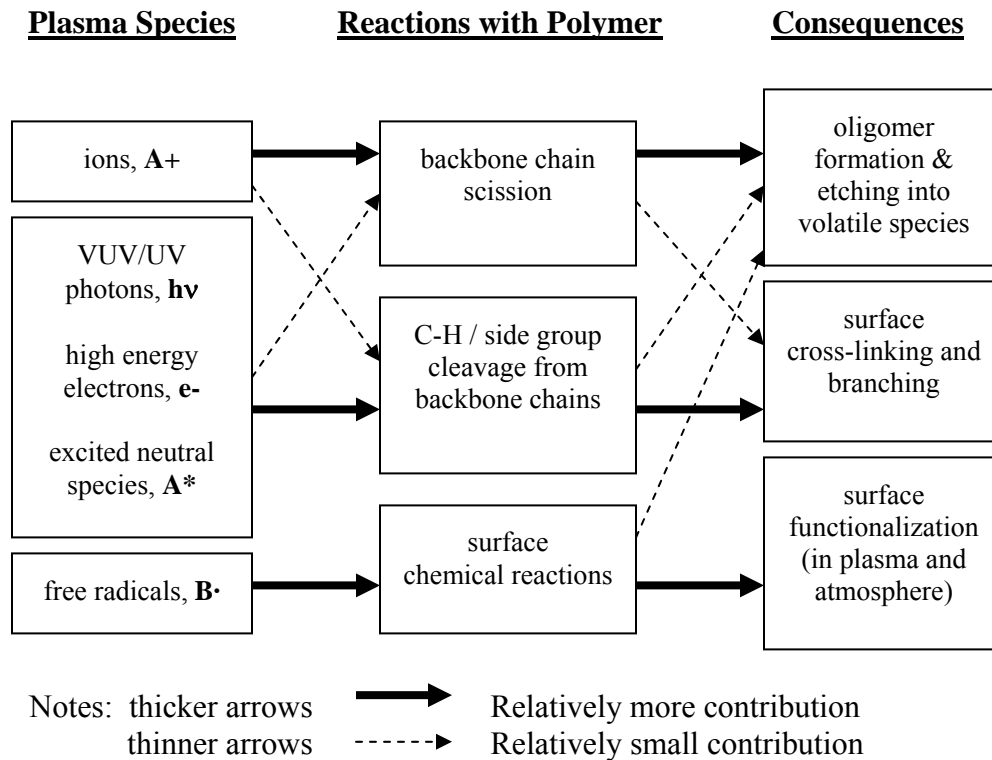 Plasma Species
Reactions with Polymer
Consequences
ions, A+
VUV/UV
photons, hν
high energy
electrons, e-
excited neutral
species, A*
free radicals, B·
backbone chain
scission
C-H / side group
cleavage from
backbone chains
surface
chemical reactions
oligomer
formation &
etching into
volatile species
surface
cross-linking and
branching
surface
functionalization
(in plasma and
atmosphere)
Notes: thicker arrows
Relatively more contribution
thinner arrows
Relatively small contribution